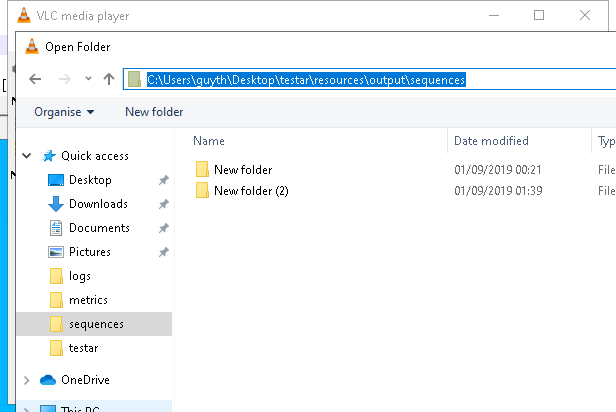 VLC media player
Open Folder
C:\Users\guyth\Desktop\testar\resources\output\sequences
Organise New folder
Name Date modified Typ
Quick access
New folder 01/09/2019 00:21 File
Desktop
New folder (2) 01/09/2019 01:39 File
Downloads
Documents
Pictures
logs
metrics
sequences
testar
OneDrive
This PC